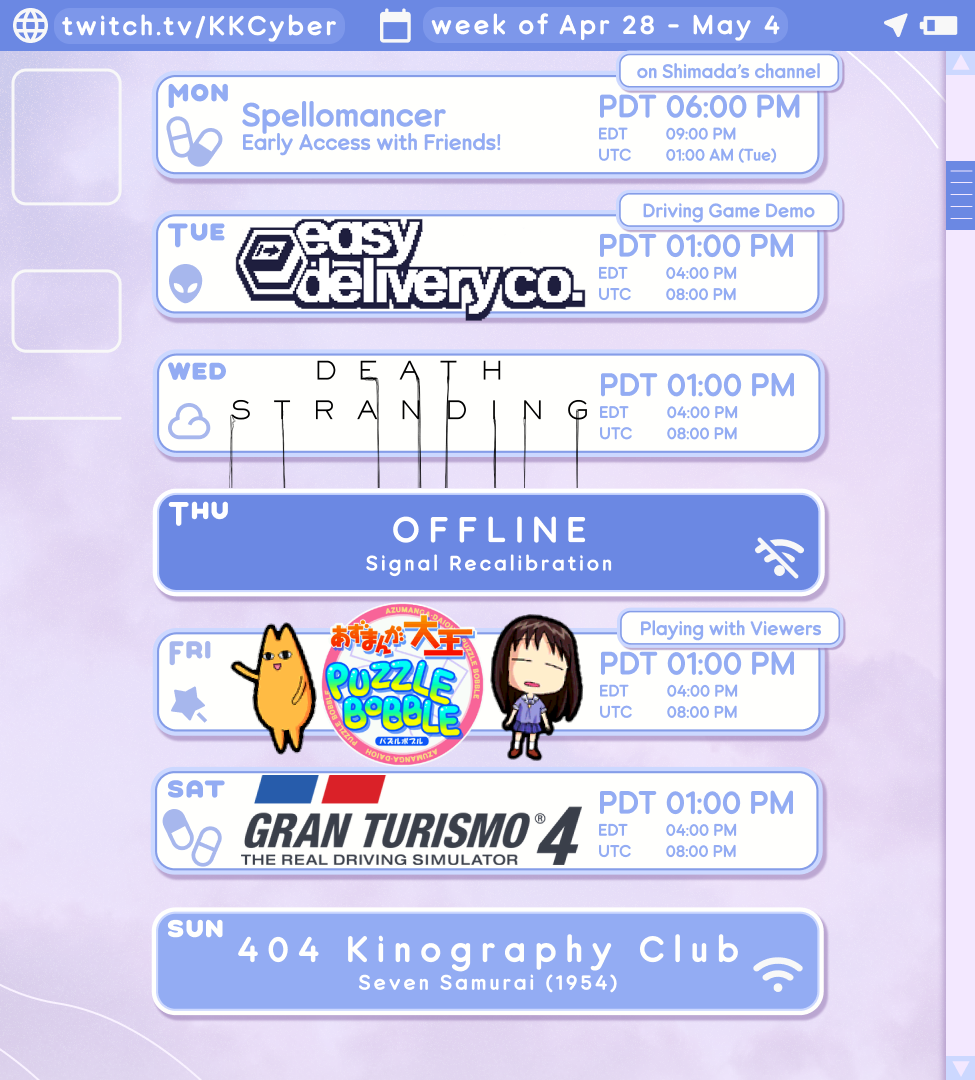 twitch.tv/KKCyber
week of Apr 28 - May 4
on Shimada's channel
MON
Spellomancer
Early Access with Friends!
PDT 06:00 PM
EDT 09:00 PM
UTC 01:00 AM (Tue)
Driving Game Demo
TUE
easy
delivery co.
PDT 01:00 PM
EDT 04:00 PM
UTC 08:00 PM
WED
DEATH
STRANDING
PDT 01:00 PM
EDT 04:00 PM
UTC 08:00 PM
THU
OFFLINE
Signal Recalibration
Playing with Viewers
FRI
AZUMANGA DAIOH PUZZLE BOBBLE
あずまんが大王
PUZZLE
BOBBLE
パズルボブル
AZUMANGA-DAIOH PUZZLE BOBBLE
PDT 01:00 PM
EDT 04:00 PM
UTC 08:00 PM
SAT
GRAN TURISMO® 4
THE REAL DRIVING SIMULATOR
PDT 01:00 PM
EDT 04:00 PM
UTC 08:00 PM
SUN
404 Kinography Club
Seven Samurai (1954)